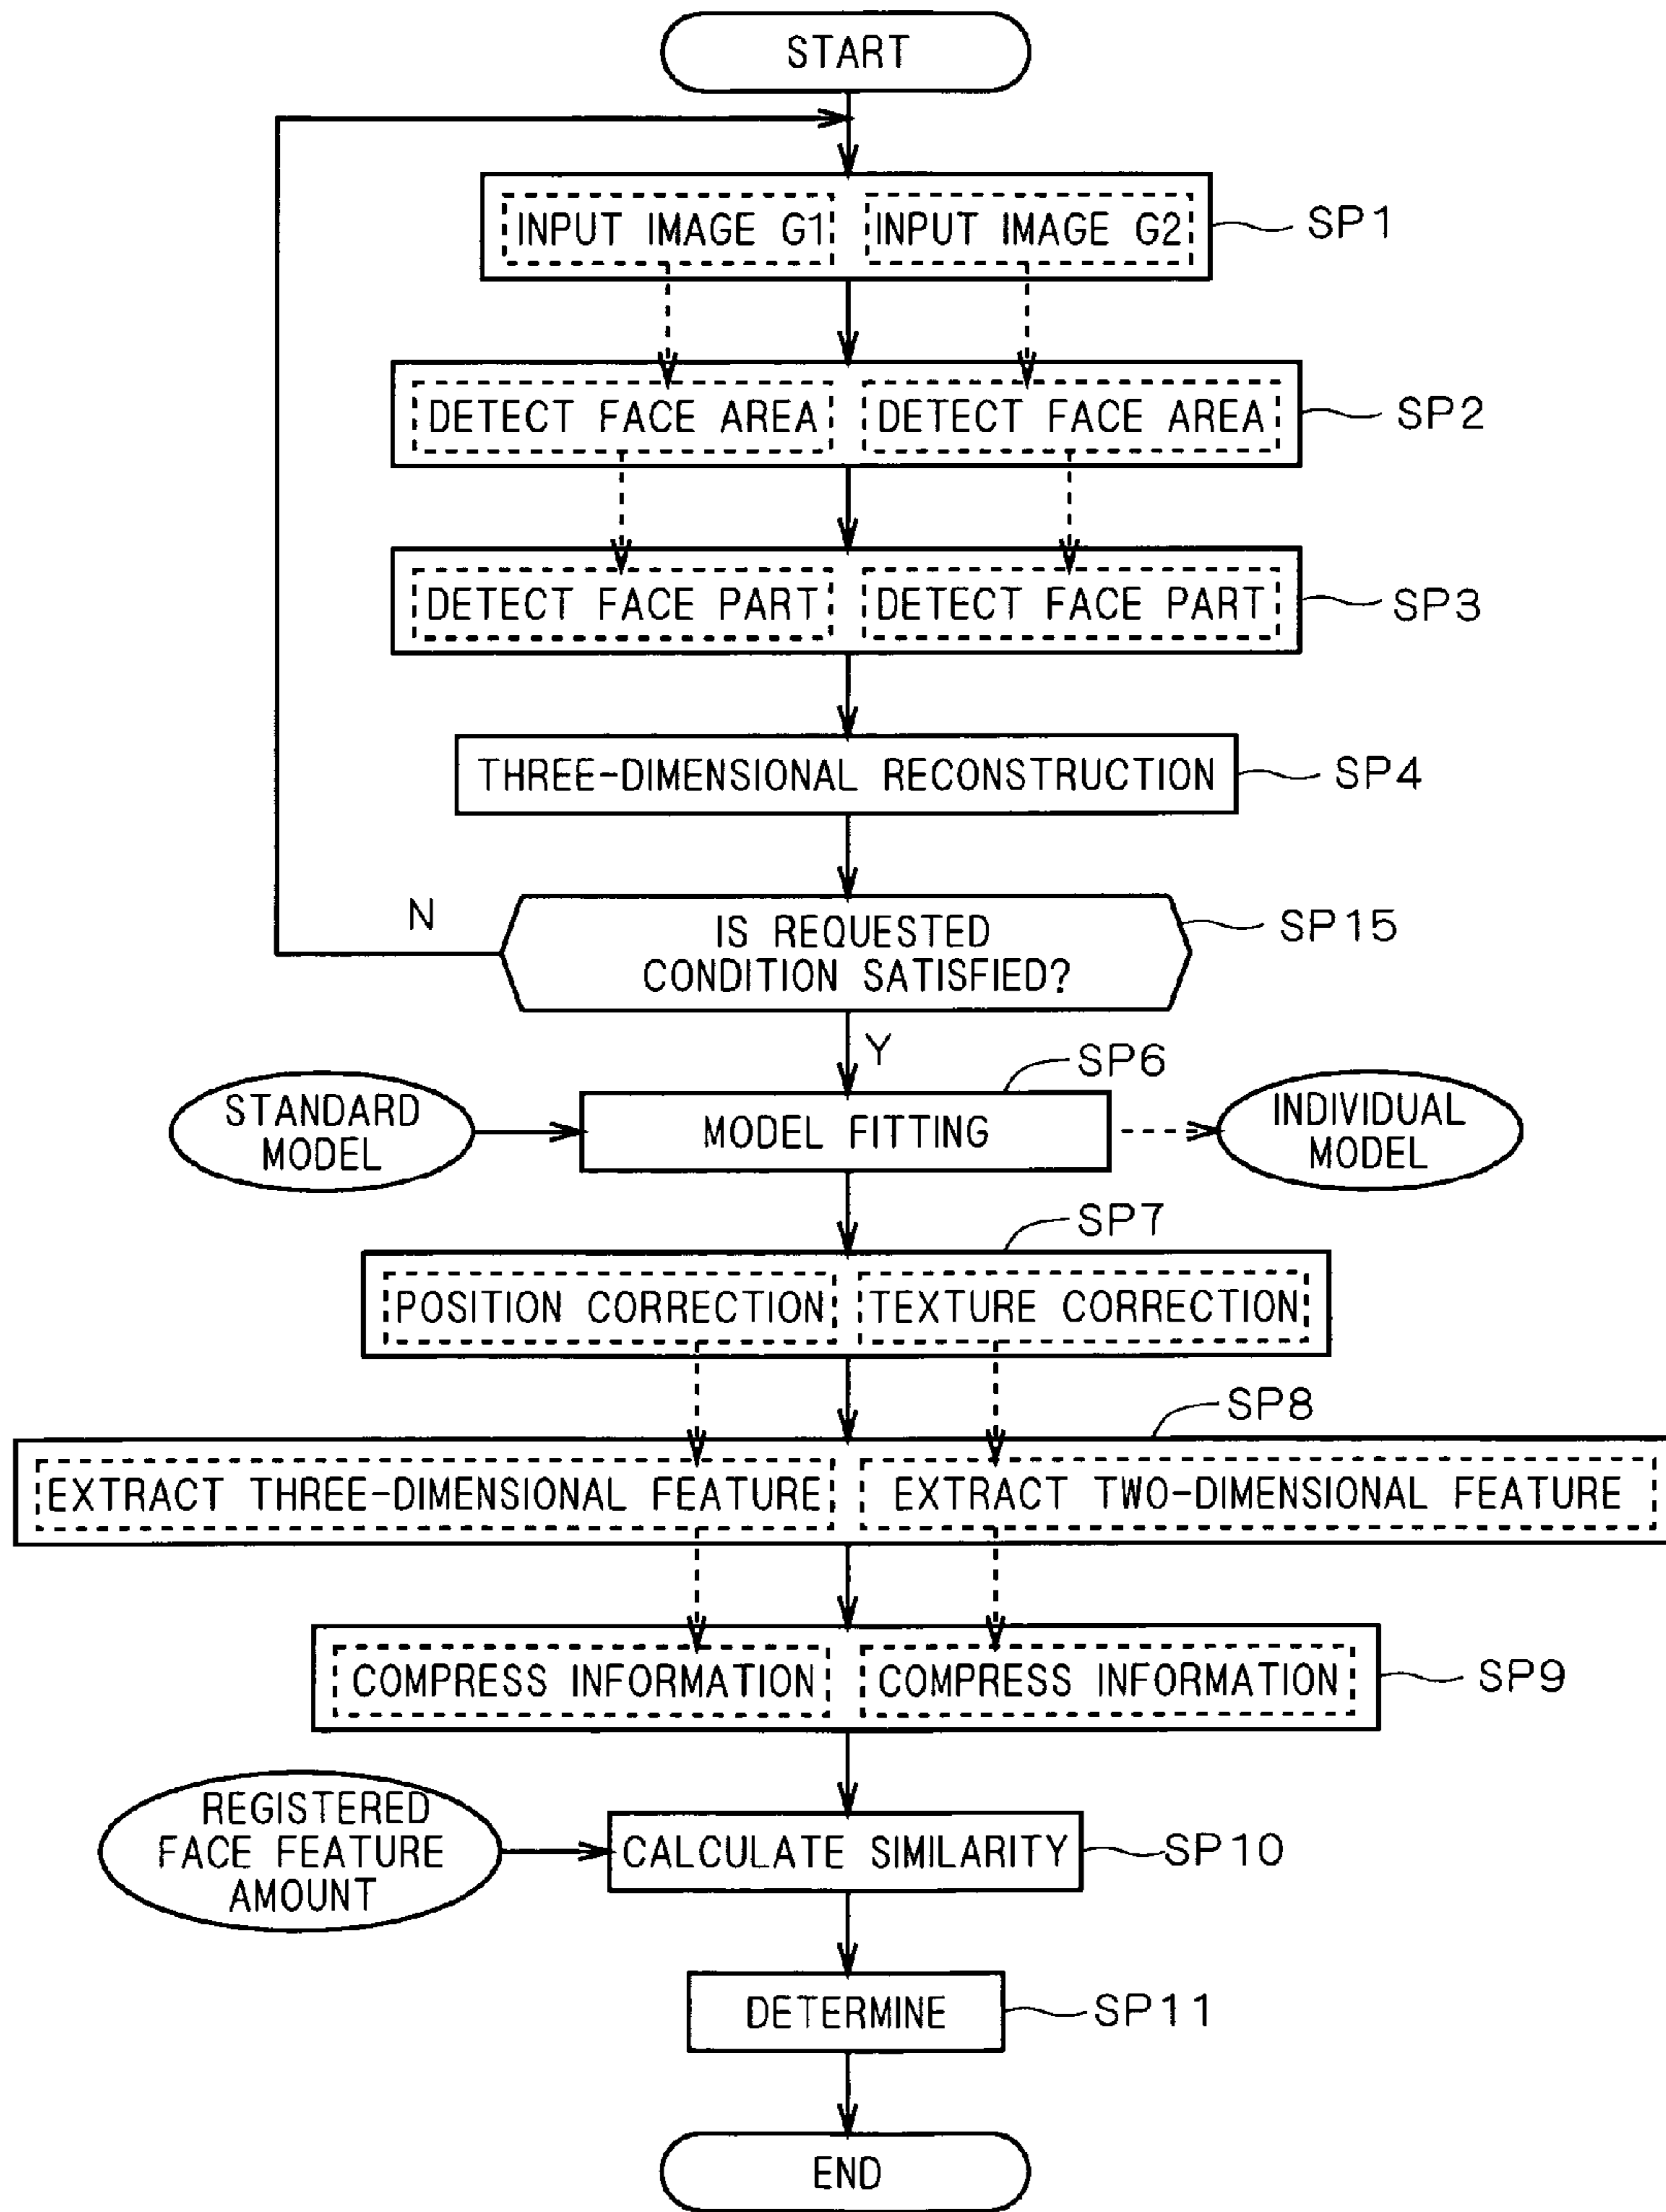 START
INPUT IMAGE G1
INPUT IMAGE G2
SP1
DETECT FACE AREA
DETECT FACE AREA
SP2
DETECT FACE PART
DETECT FACE PART
SP3
THREE-DIMENSIONAL RECONSTRUCTION
SP4
N
IS REQUESTED
CONDITION SATISFIED?
SP15
Y
SP6
STANDARD
MODEL
MODEL FITTING
INDIVIDUAL
MODEL
SP7
POSITION CORRECTION
TEXTURE CORRECTION
SP8
EXTRACT THREE-DIMENSIONAL FEATURE
EXTRACT TWO-DIMENSIONAL FEATURE
COMPRESS INFORMATION
COMPRESS INFORMATION
SP9
REGISTERED
FACE FEATURE
AMOUNT
CALCULATE SIMILARITY
SP10
DETERMINE
SP11
END